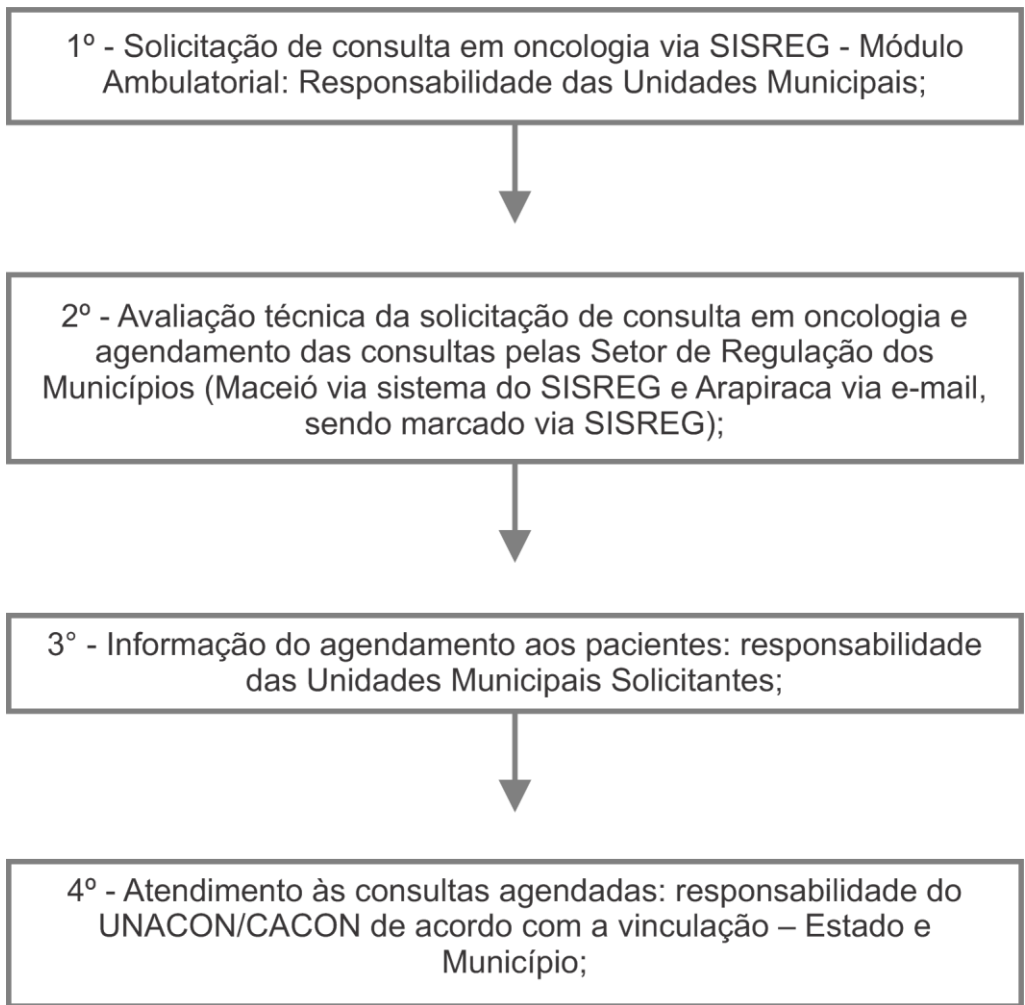 1º - Solicitação de consulta em oncologia via SISREG - Módulo
Ambulatorial: Responsabilidade das Unidades Municipais;
2º - Avaliação técnica da solicitação de consulta em oncologia e
agendamento das consultas pelas Setor de Regulação dos
Municípios (Maceió via sistema do SISREG e Arapiraca via e-mail,
sendo marcado via SISREG);
3° - Informação do agendamento aos pacientes: responsabilidade
das Unidades Municipais Solicitantes;
4º - Atendimento às consultas agendadas: responsabilidade do
UNACON/CACON de acordo com a vinculação – Estado e
Município;